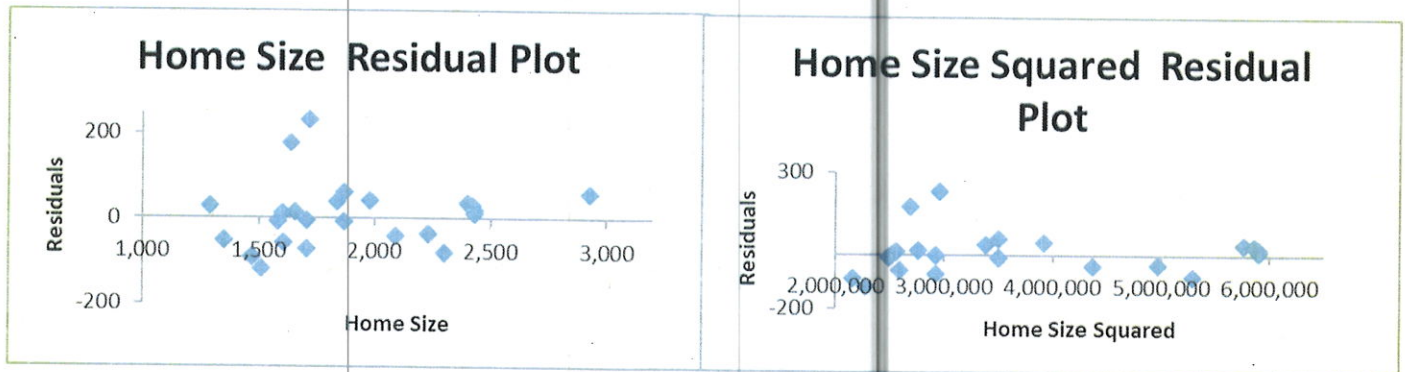 Home Size Residual Plot
200
0
-200
Residuals
1,000 1,500 2,000 2,500 3,000
Home Size
Home Size Squared Residual
Plot
300
-200
Residuals
2,000,000 3,000,000 4,000,000 5,000,000 6,000,000
Home Size Squared